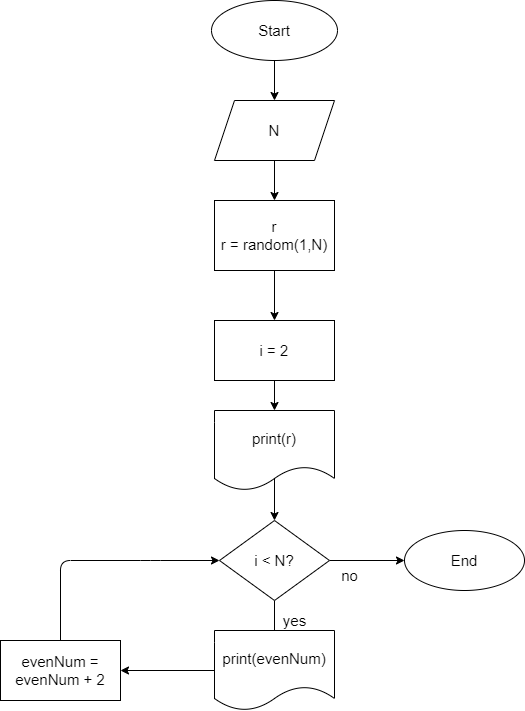 Start
N
r
r = random(1,N)
i = 2
print(r)
i < N?
End
no
yes
print(evenNum)
evenNum =
evenNum + 2